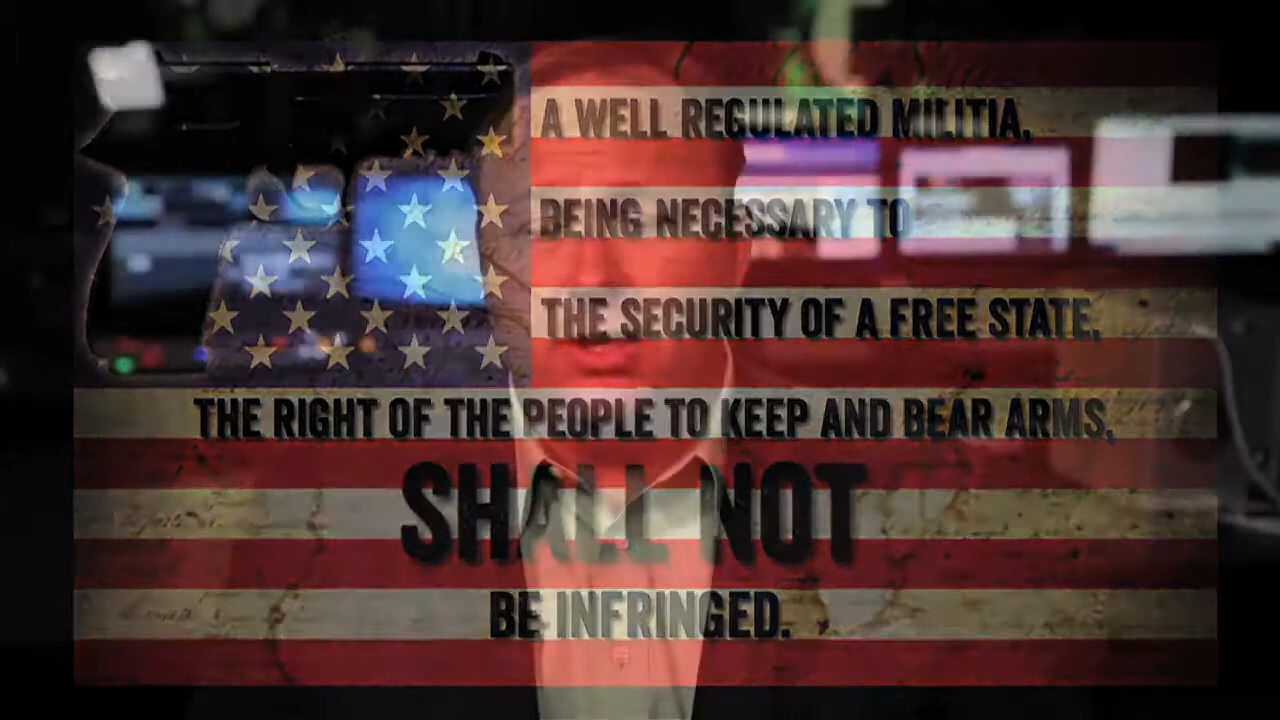 A WELL REGULATED MILITIA,
BEING NECESSARY TO
THE SECURITY OF A FREE STATE,
THE RIGHT OF THE PEOPLE TO KEEP AND BEAR ARMS,
SHALL NOT
BE INFRINGED.